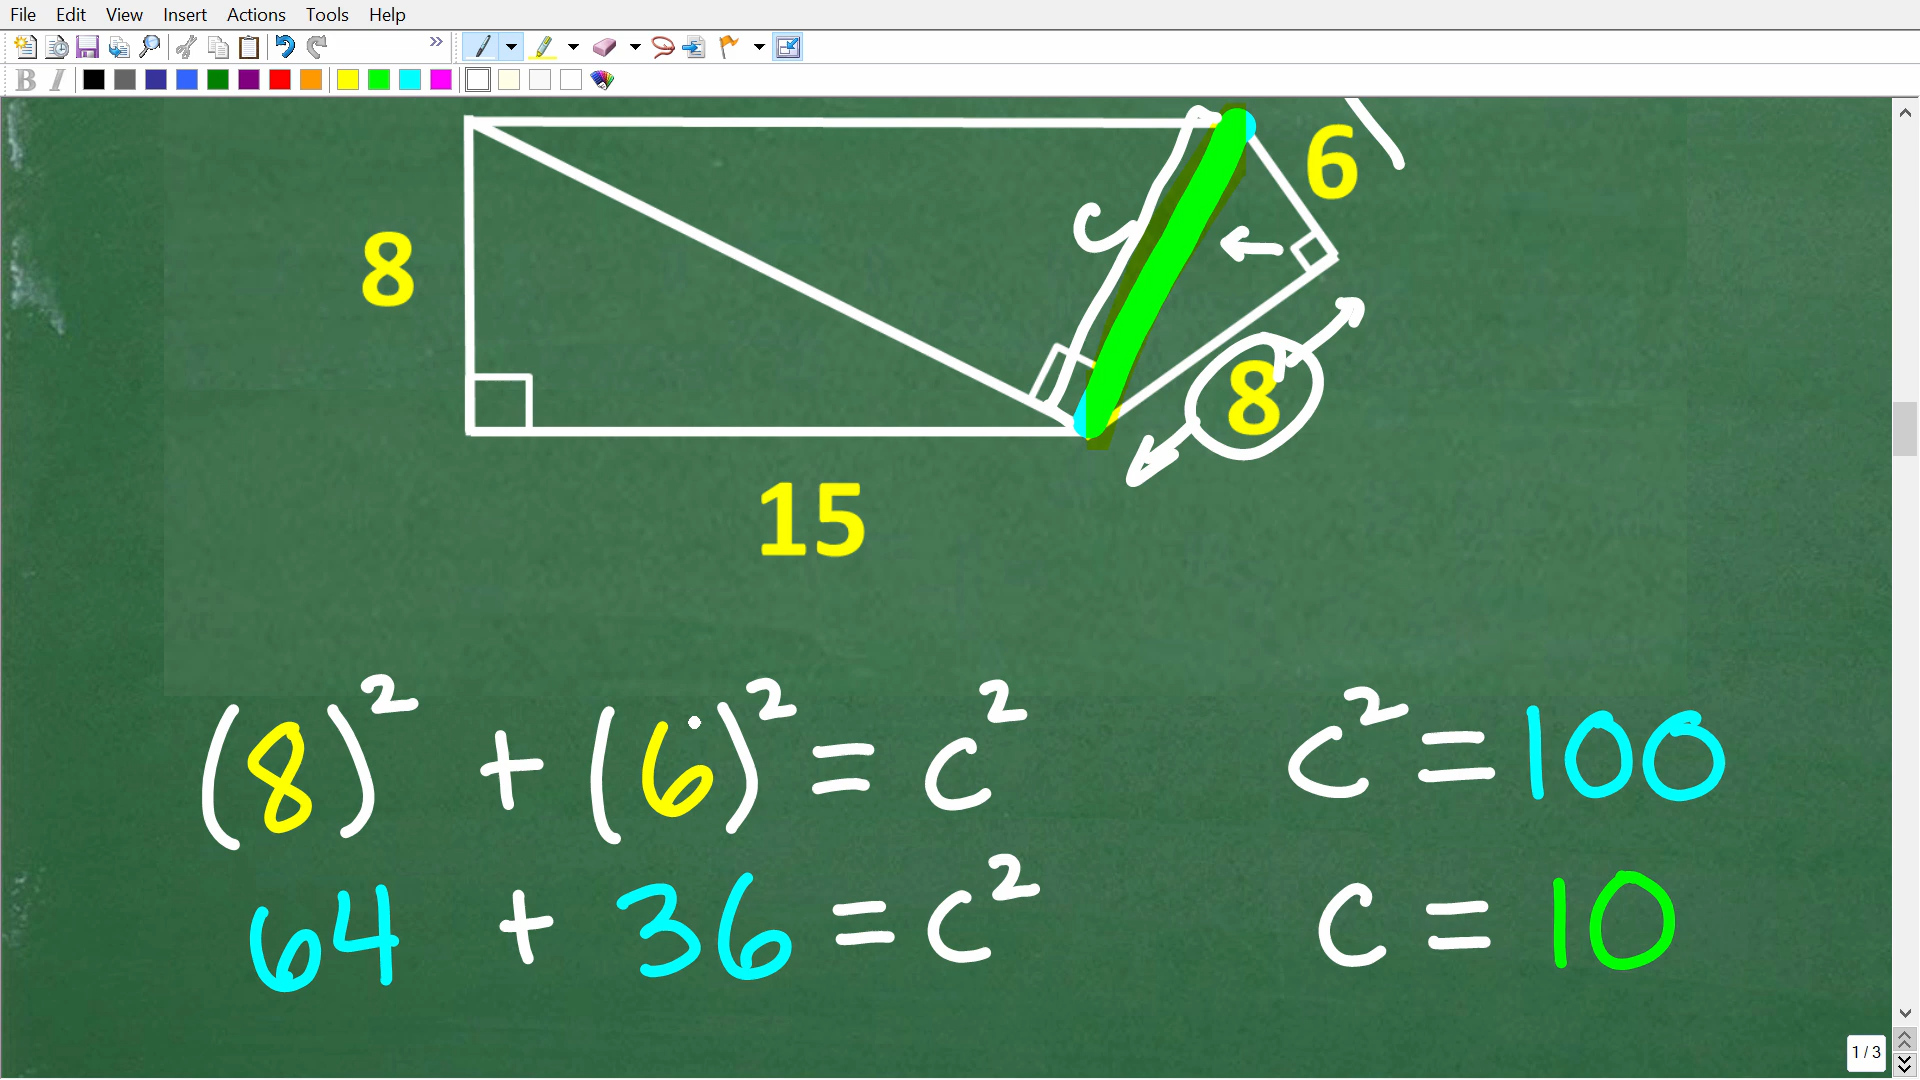 File Edit View Insert Actions Tools Help
B I
6
C
8
8
15
(8)² + (6)² = c²
c² = 100
64 + 36 = c²
c = 10
1 / 3